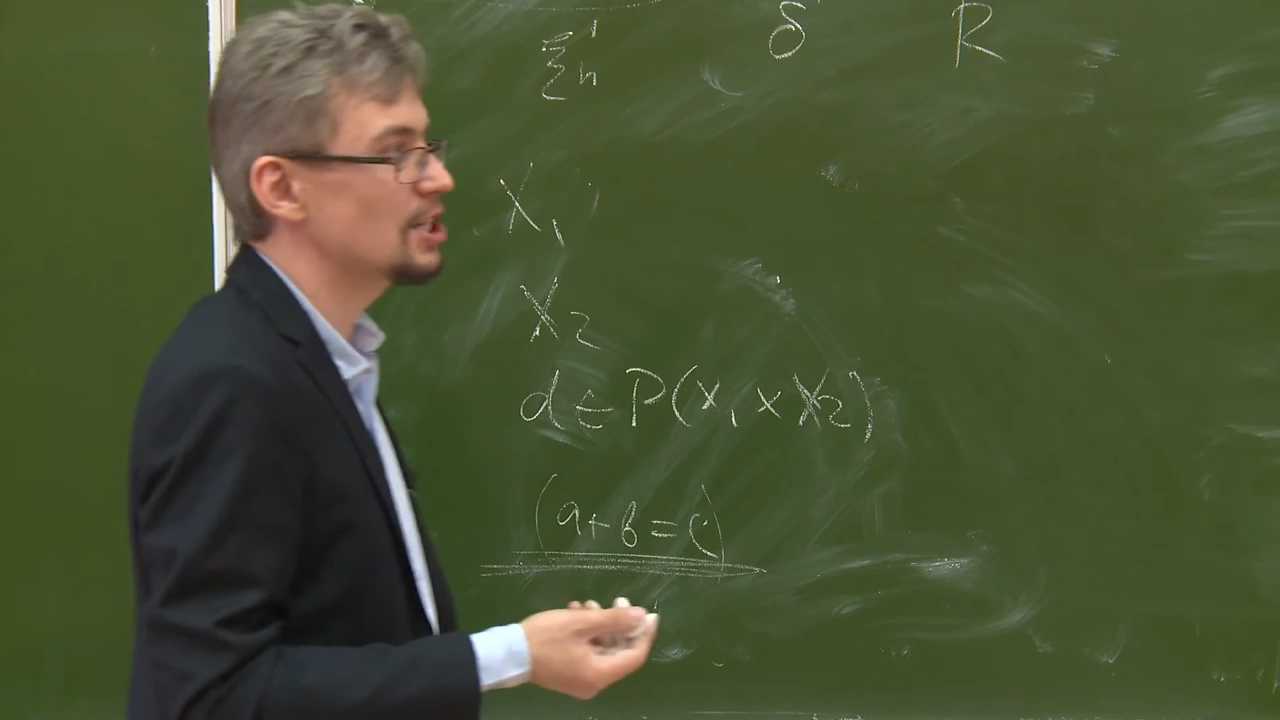 Σ'n δ R
X₁
X₂
d ∈ P(X₁ × X₂)
(a+b=c)